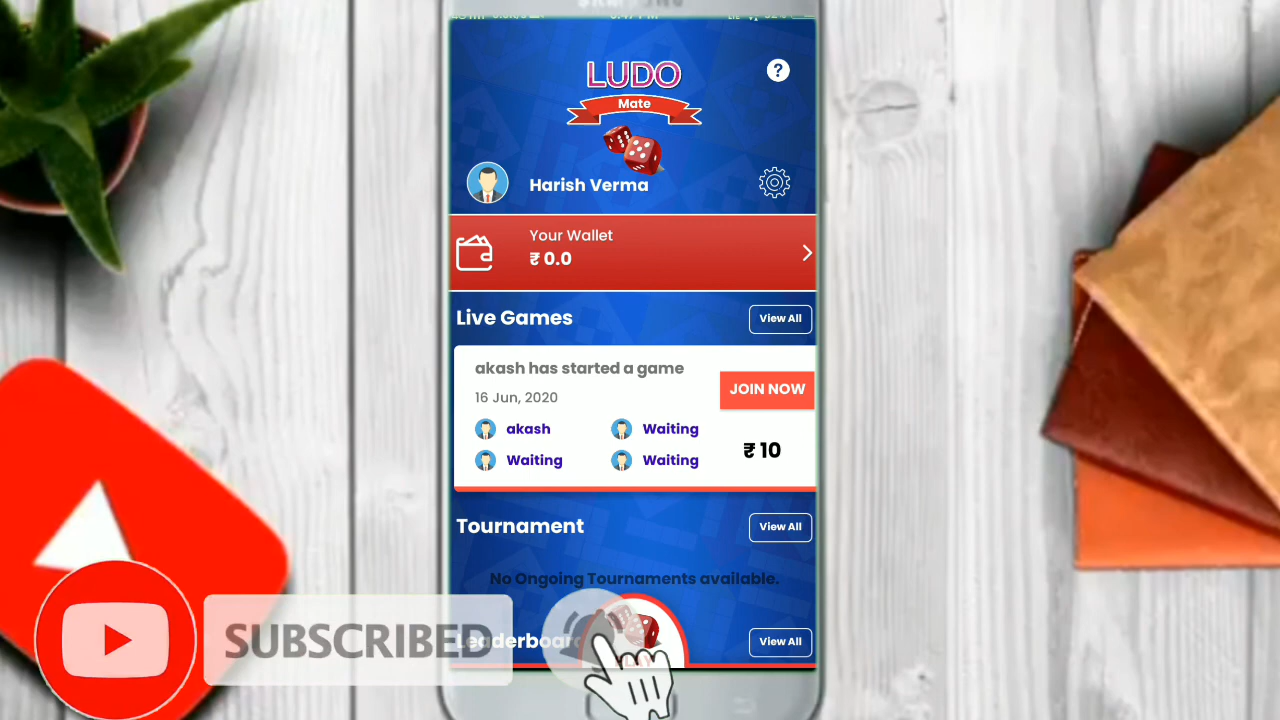 LUDO
Mate
?
Harish Verma
Your Wallet
₹ 0.0
Live Games
View All
akash has started a game
16 Jun, 2020
JOIN NOW
akash
Waiting
Waiting
Waiting
₹ 10
Tournament
View All
No Ongoing Tournaments available.
Leaderboard
View All
SUBSCRIBED